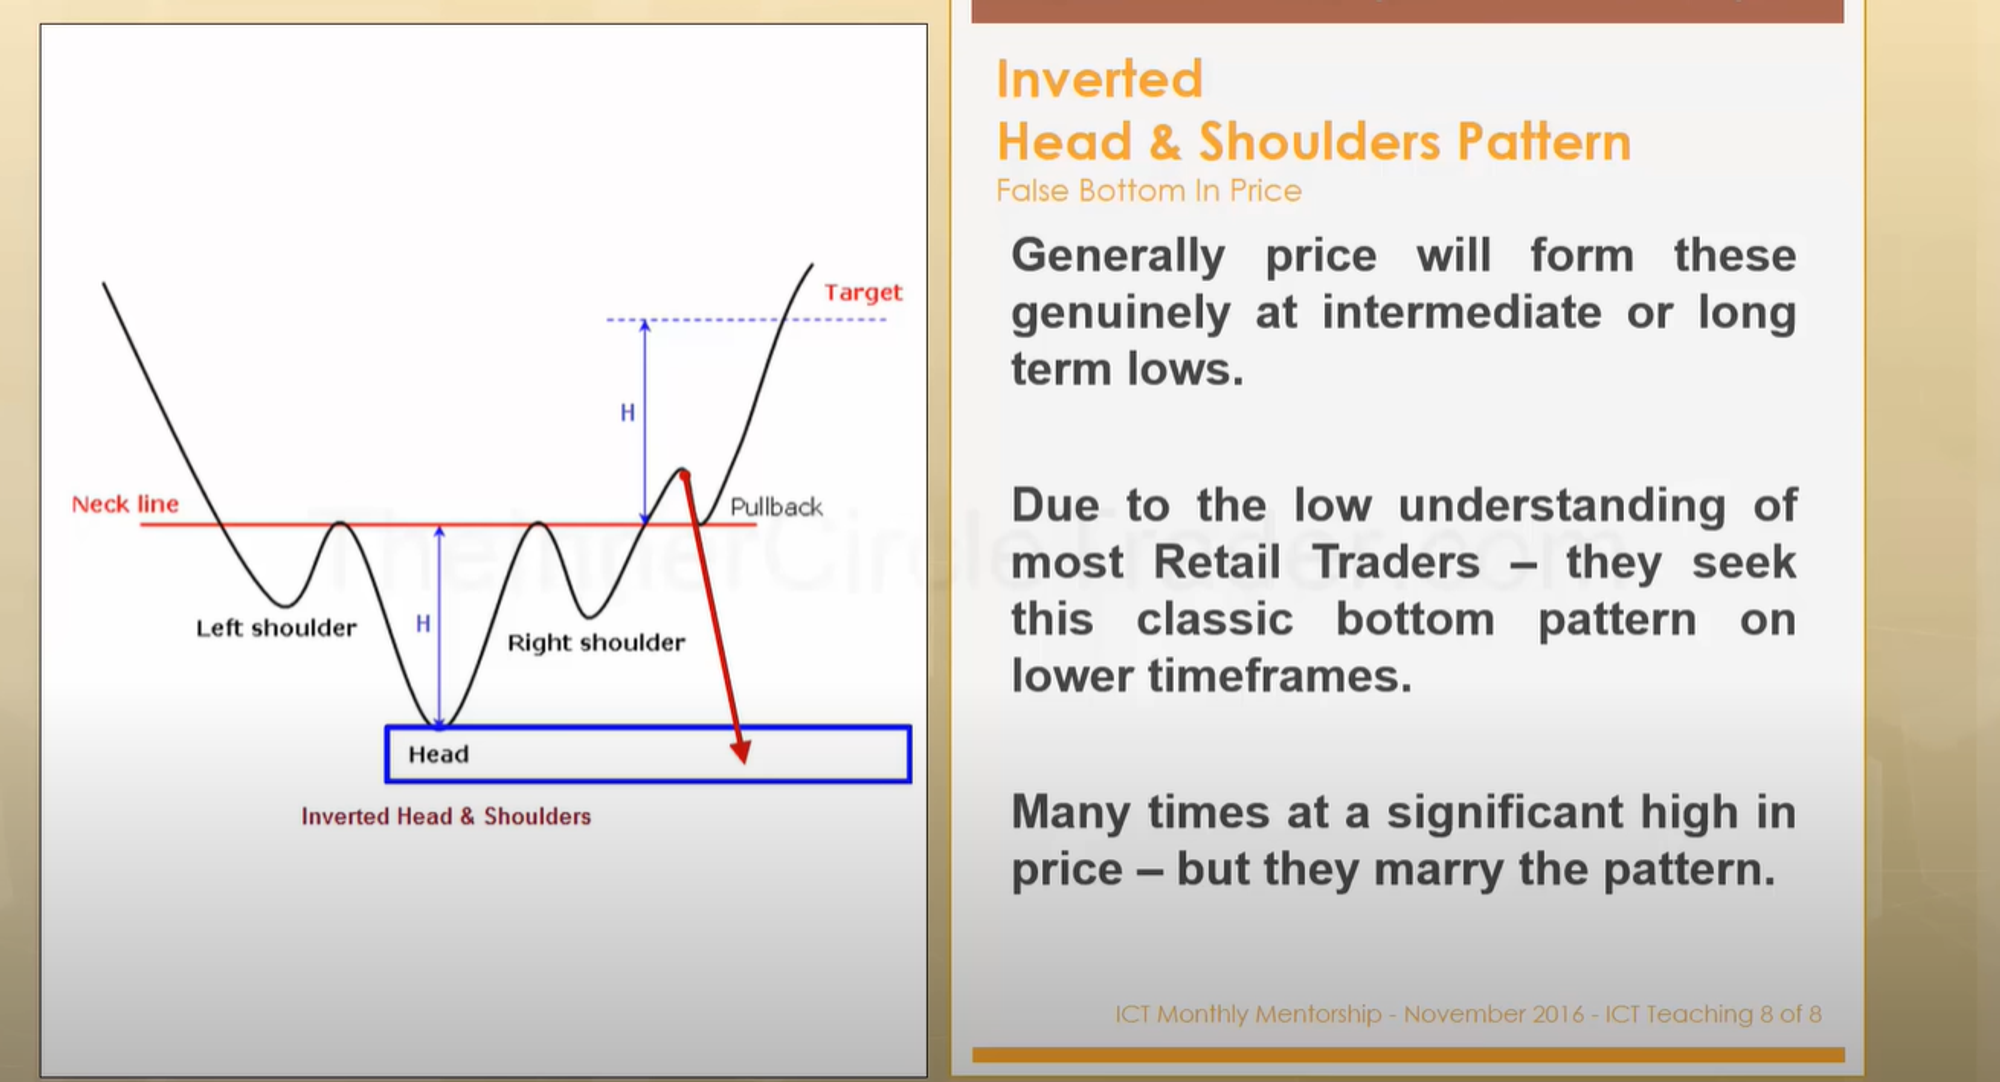 Inverted
Head & Shoulders Pattern
False Bottom In Price
Generally price will form these
genuinely at intermediate or long
term lows.
Due to the low understanding of
most Retail Traders – they seek
this classic bottom pattern on
lower timeframes.
Many times at a significant high in
price – but they marry the pattern.
ICT Monthly Mentorship - November 2016 - ICT Teaching 8 of 8
Target
H
Neck line
Pullback
Left shoulder
H
Right shoulder
Head
Inverted Head & Shoulders
TheInnerCircleTrader.com